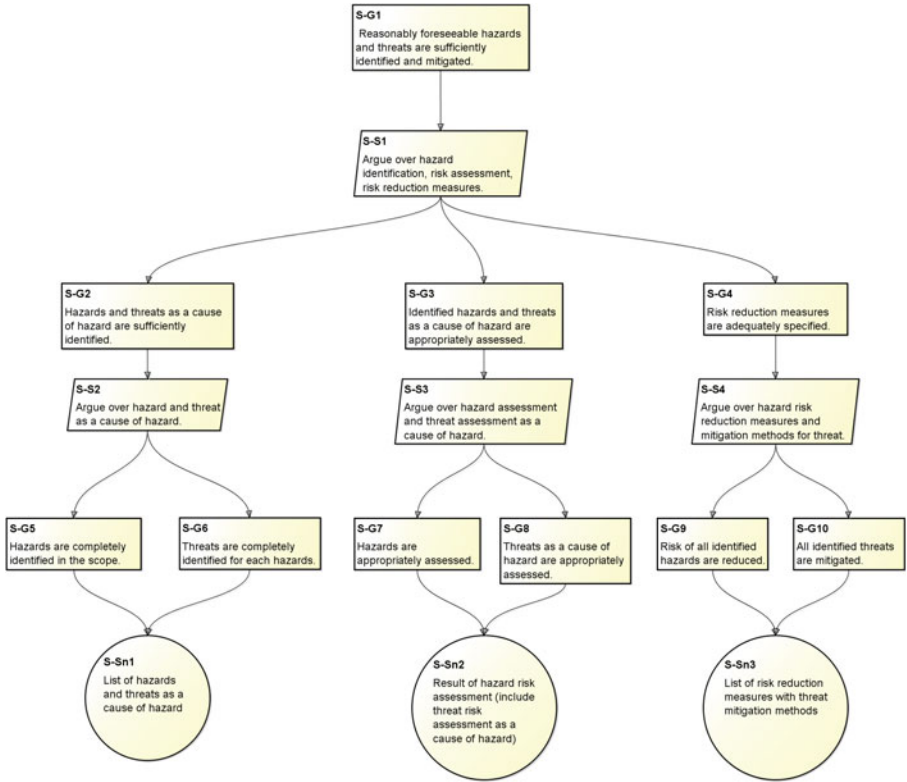 S-G1
Reasonably foreseeable hazards
and threats are sufficiently
identified and mitigated.
S-S1
Argue over hazard
identification, risk assessment,
risk reduction measures.
S-G2
Hazards and threats as a cause
of hazard are sufficiently
identified.
S-G3
Identified hazards and threats
as a cause of hazard are
appropriately assessed.
S-G4
Risk reduction measures
are adequately specified.
S-S2
Argue over hazard and threat
as a cause of hazard.
S-S3
Argue over hazard assessment
and threat assessment as a
cause of hazard.
S-S4
Argue over hazard risk
reduction measures and
mitigation methods for threat.
S-G5
Hazards are completely
identified in the scope.
S-G6
Threats are completely
identified for each hazards.
S-G7
Hazards are
appropriately assessed.
S-G8
Threats as a cause of
hazard are appropriately
assessed.
S-G9
Risk of all identified
hazards are reduced.
S-G10
All identified threats
are mitigated.
S-Sn1
List of hazards
and threats as a
cause of hazard
S-Sn2
Result of hazard risk
assessment (include
threat risk
assessment as a
cause of hazard)
S-Sn3
List of risk reduction
measures with threat
mitigation methods